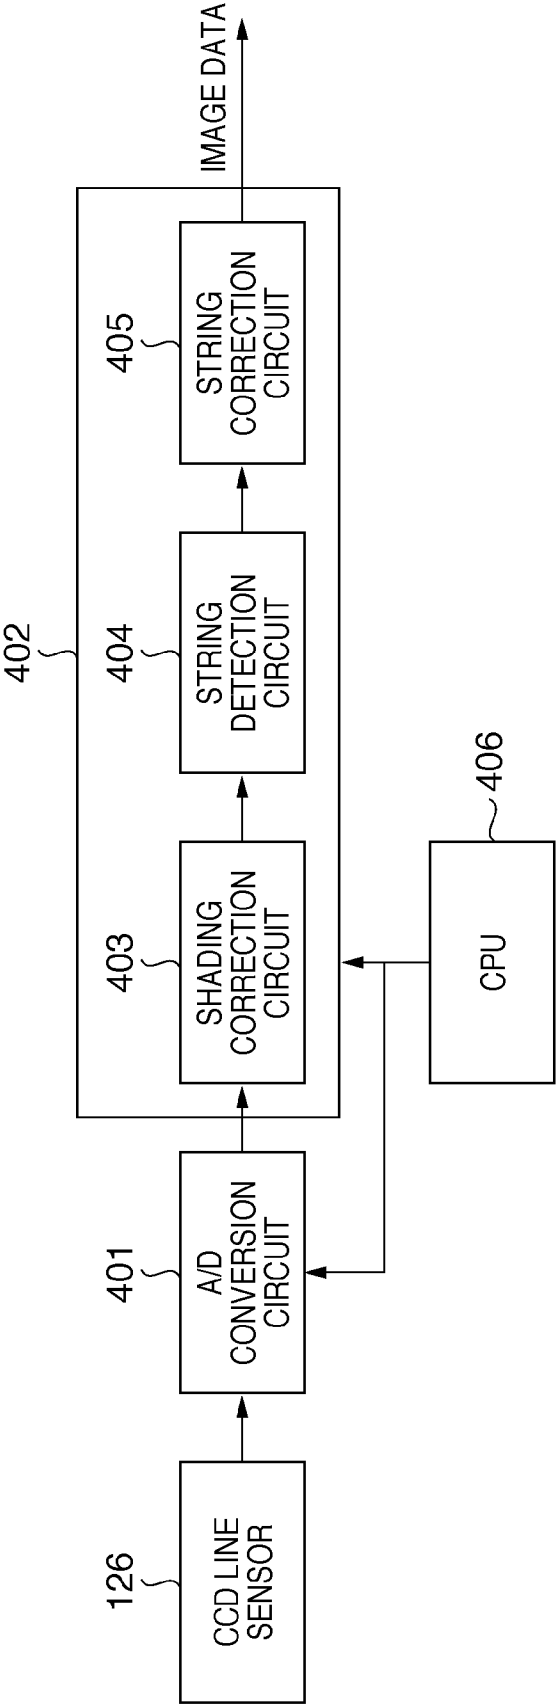 402
126
CCD LINE
SENSOR
401
A/D
CONVERSION
CIRCUIT
403
SHADING
CORRECTION
CIRCUIT
404
STRING
DETECTION
CIRCUIT
405
STRING
CORRECTION
CIRCUIT
IMAGE DATA
CPU
406